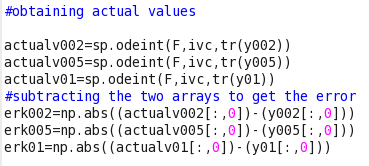 #obtaining actual values
actualv002=sp.odeint(F,ivc,tr(y002))
actualv005=sp.odeint(F,ivc,tr(y005))
actualv01=sp.odeint(F,ivc,tr(y01))
#subtracting the two arrays to get the error
erk002=np.abs((actualv002[:,0])-(y002[:,0]))
erk005=np.abs((actualv005[:,0])-(y005[:,0]))
erk01=np.abs((actualv01[:,0])-(y01[:,0]))